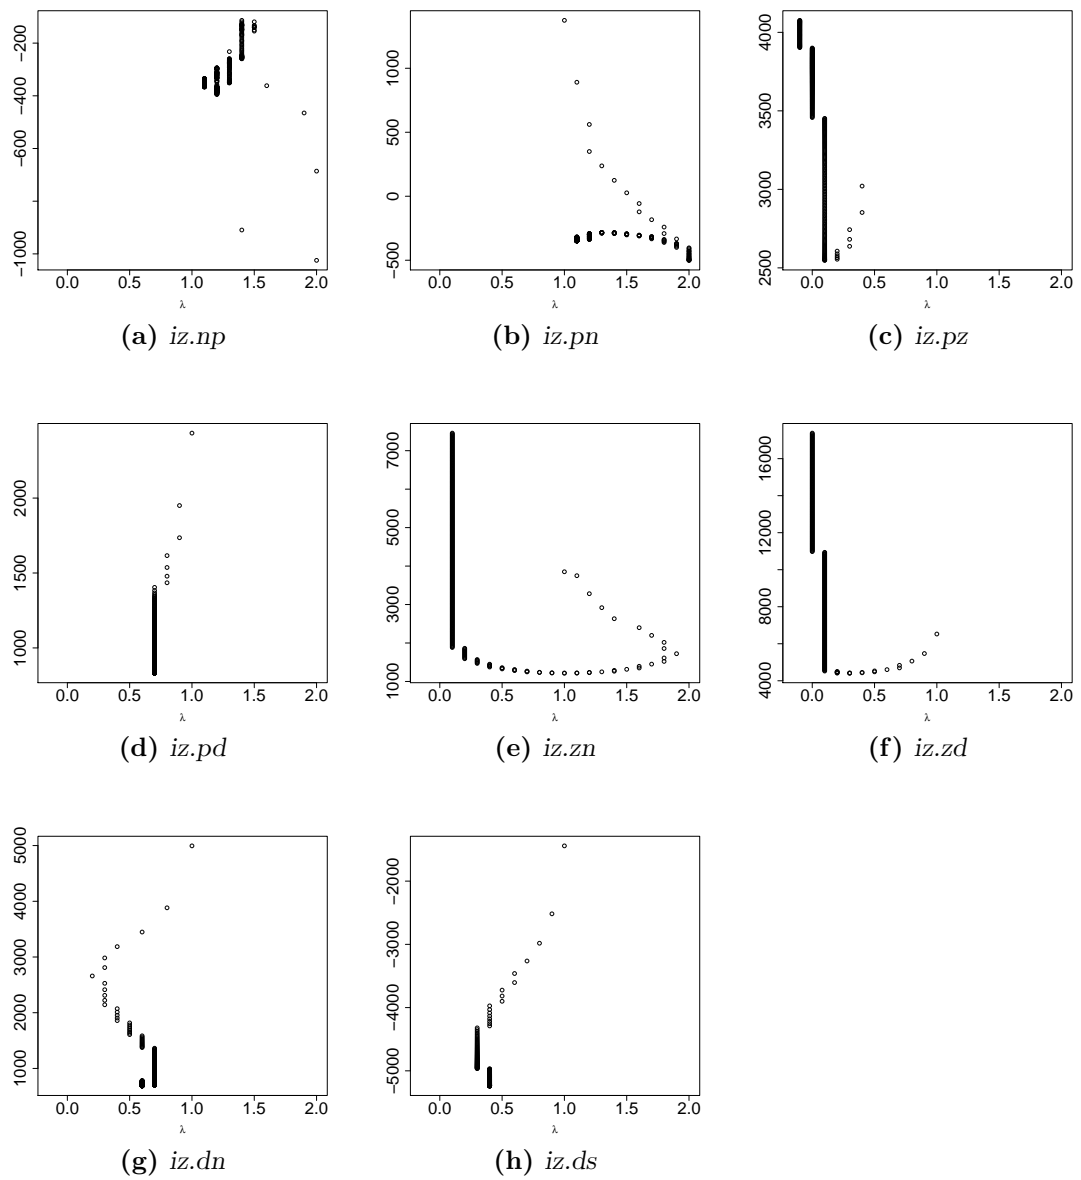 −200
−400
−600
−1000
0.0 0.5 1.0 1.5 2.0
λ
(a) iz.np
1000
500
0
−500
0.0 0.5 1.0 1.5 2.0
λ
(b) iz.pn
4000
3500
3000
2500
0.0 0.5 1.0 1.5 2.0
λ
(c) iz.pz
2000
1500
1000
0.0 0.5 1.0 1.5 2.0
λ
(d) iz.pd
7000
5000
3000
1000
0.0 0.5 1.0 1.5 2.0
λ
(e) iz.zn
16000
12000
8000
4000
0.0 0.5 1.0 1.5 2.0
λ
(f) iz.zd
5000
4000
3000
2000
1000
0.0 0.5 1.0 1.5 2.0
λ
(g) iz.dn
−2000
−3000
−4000
−5000
0.0 0.5 1.0 1.5 2.0
λ
(h) iz.ds